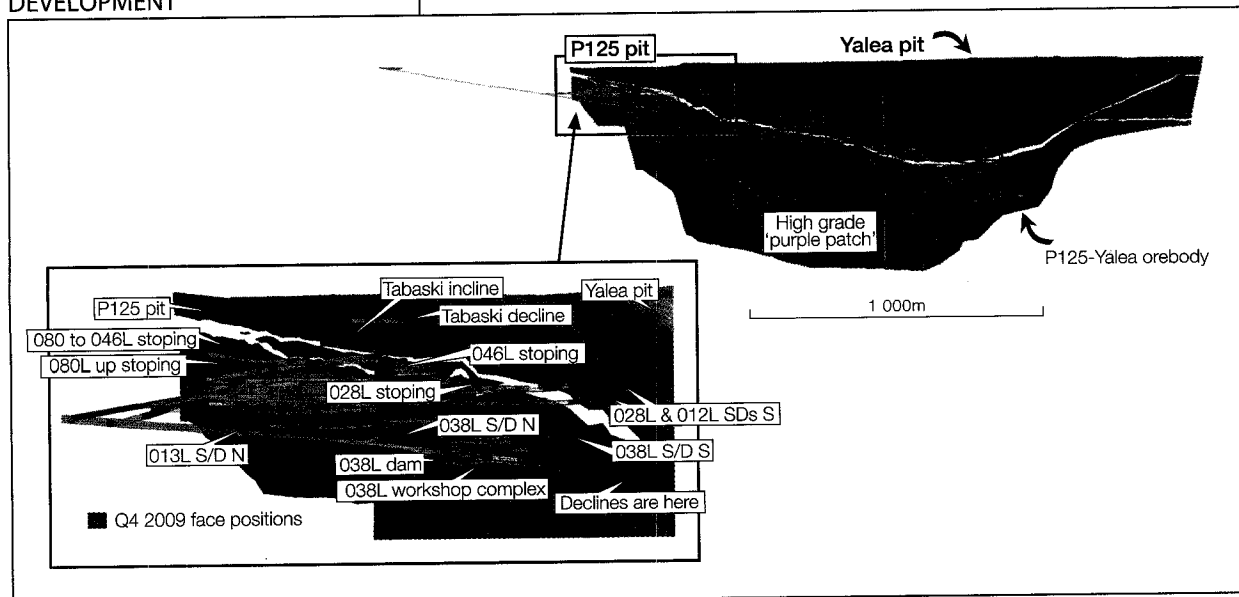 DEVELOPMENT
P125 pit
Yalea pit
High grade
'purple patch'
P125-Yalea orebody
1 000m
Tabaski incline
Yalea pit
P125 pit
Tabaski decline
080 to 046L stoping
046L stoping
080L up stoping
028L stoping
028L & 012L SDs S
038L S/D N
013L S/D N
038L S/D S
038L dam
038L workshop complex
Declines are here
Q4 2009 face positions